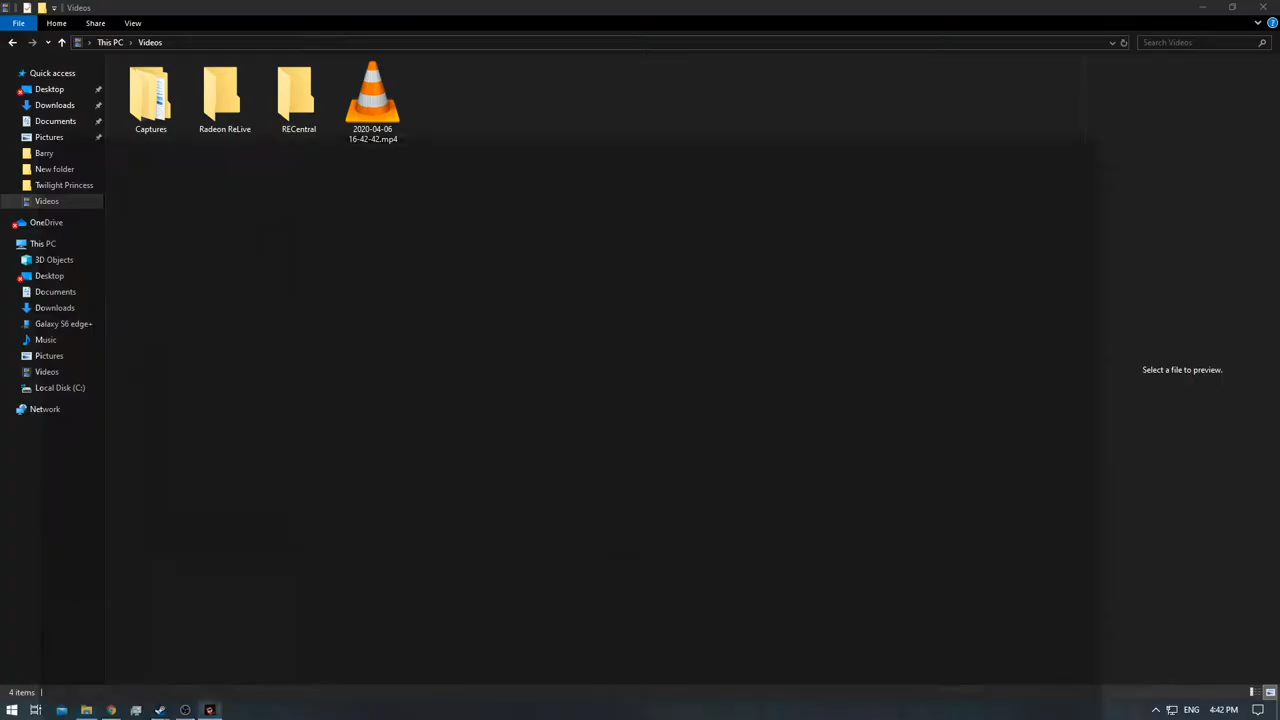 Videos
File Home Share View
This PC Videos
Search Videos
Quick access
Desktop
Downloads
Documents
Pictures
Barry
New folder
Twilight Princess
Videos
OneDrive
This PC
3D Objects
Desktop
Documents
Downloads
Galaxy S6 edge+
Music
Pictures
Videos
Local Disk (C:)
Network
Captures
Radeon ReLive
RECentral
2020-04-06
16-42-42.mp4
Select a file to preview.
4 items
ENG 4:42 PM